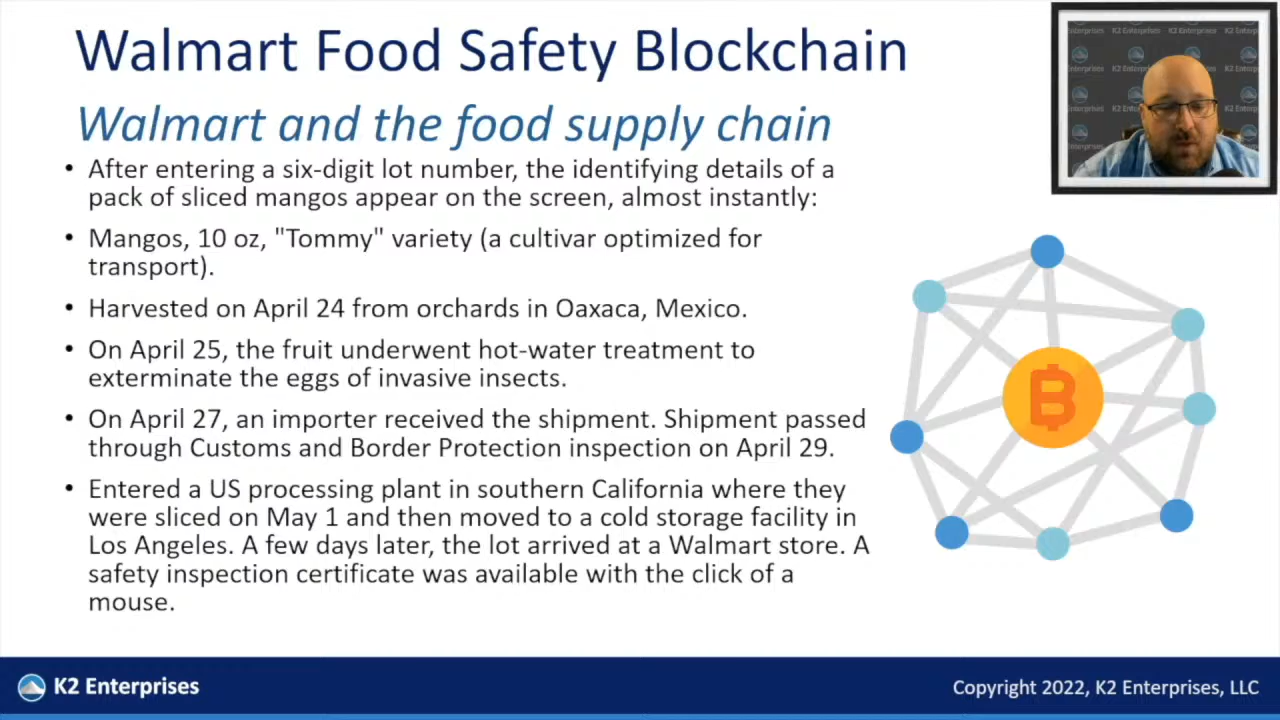 Walmart Food Safety Blockchain
Walmart and the food supply chain
• After entering a six-digit lot number, the identifying details of a
pack of sliced mangos appear on the screen, almost instantly:
• Mangos, 10 oz, "Tommy" variety (a cultivar optimized for
transport).
• Harvested on April 24 from orchards in Oaxaca, Mexico.
• On April 25, the fruit underwent hot-water treatment to
exterminate the eggs of invasive insects.
• On April 27, an importer received the shipment. Shipment passed
through Customs and Border Protection inspection on April 29.
• Entered a US processing plant in southern California where they
were sliced on May 1 and then moved to a cold storage facility in
Los Angeles. A few days later, the lot arrived at a Walmart store. A
safety inspection certificate was available with the click of a
mouse.
K2 Enterprises
Copyright 2022, K2 Enterprises, LLC